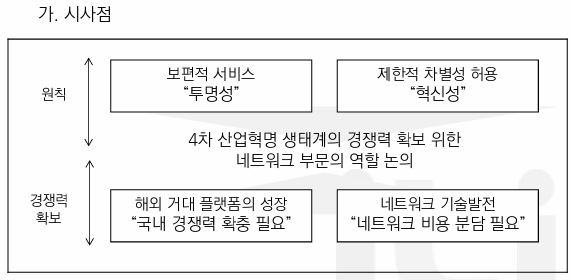 가. 시사점
원칙
보편적 서비스
“투명성”
제한적 차별성 허용
“혁신성”
4차 산업혁명 생태계의 경쟁력 확보 위한
네트워크 부문의 역할 논의
경쟁력
확보
해외 거대 플랫폼의 성장
“국내 경쟁력 확충 필요”
네트워크 기술발전
“네트워크 비용 분담 필요”